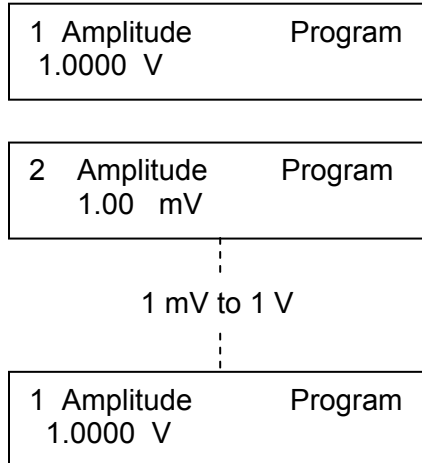 1 Amplitude Program
1.0000 V
2 Amplitude Program
1.00 mV
1 mV to 1 V
1 Amplitude Program
1.0000 V